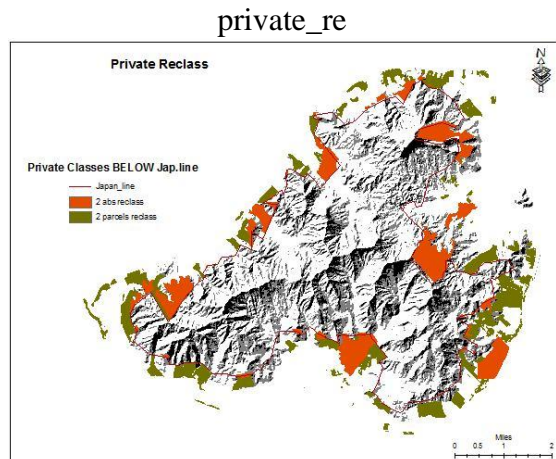 private_re
Private Reclass
N
Private Classes BELOW Jap.line
Japan_line
2 abs reclass
2 parcels reclass
Miles
0 0.5 1 2